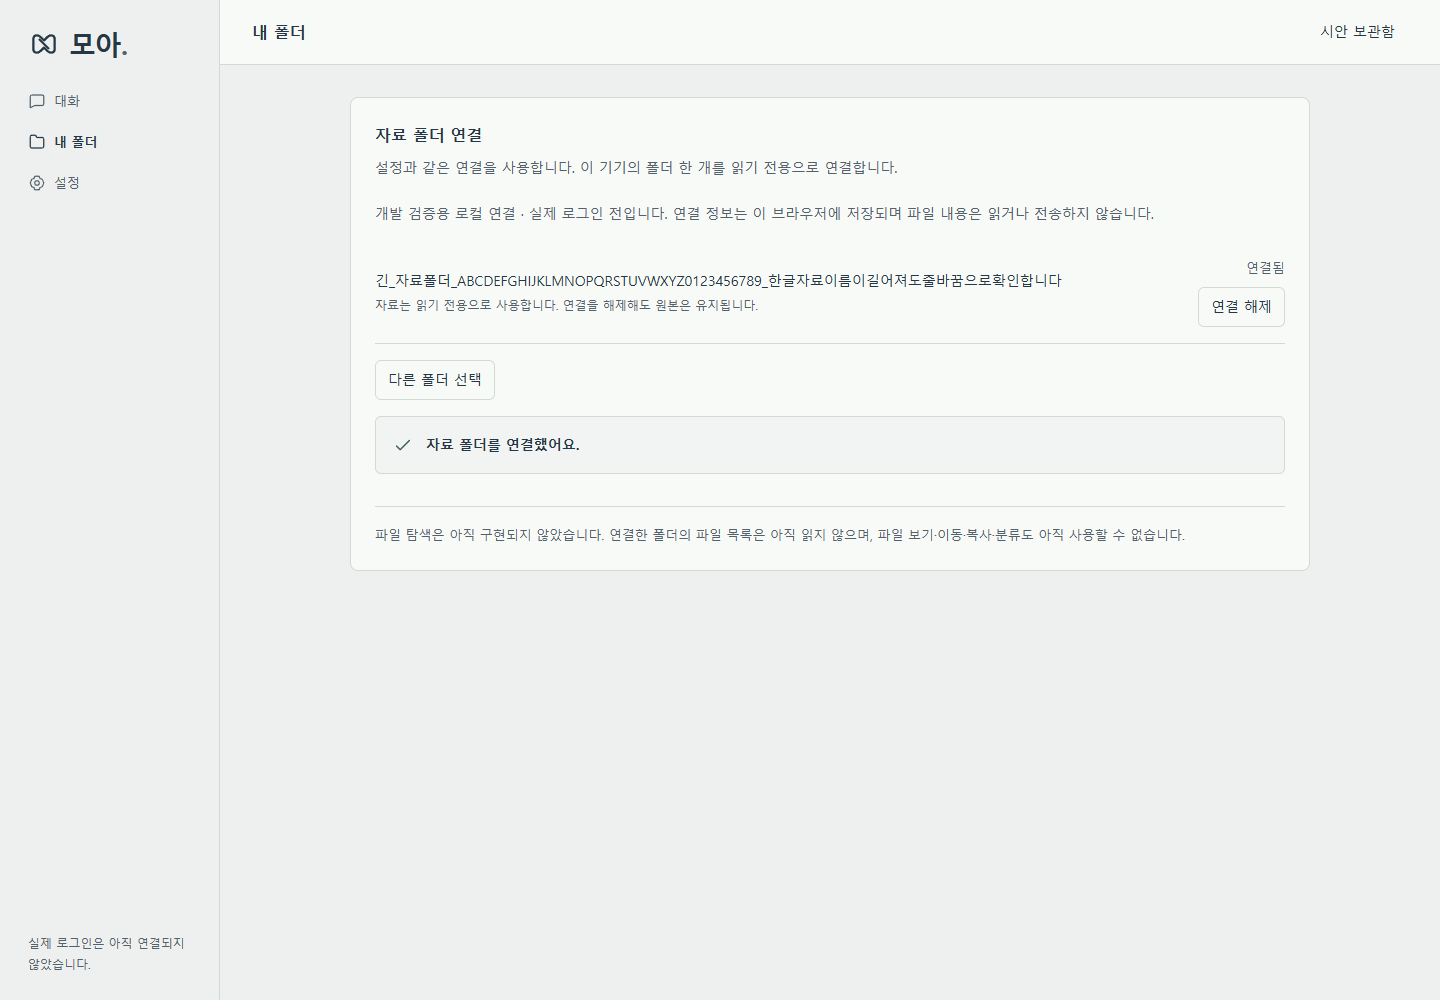 모아.
대화
내 폴더
설정
실제 로그인은 아직 연결되지
않았습니다.
내 폴더
시안 보관함
자료 폴더 연결
설정과 같은 연결을 사용합니다. 이 기기의 폴더 한 개를 읽기 전용으로 연결합니다.
개발 검증용 로컬 연결 · 실제 로그인 전입니다. 연결 정보는 이 브라우저에 저장되며 파일 내용은 읽거나 전송하지 않습니다.
긴_자료폴더_ABCDEFGHIJKLMNOPQRSTUVWXYZ0123456789_한글자료이름이길어져도줄바꿈으로확인합니다
자료는 읽기 전용으로 사용합니다. 연결을 해제해도 원본은 유지됩니다.
연결됨
연결 해제
다른 폴더 선택
자료 폴더를 연결했어요.
파일 탐색은 아직 구현되지 않았습니다. 연결한 폴더의 파일 목록은 아직 읽지 않으며, 파일 보기·이동·복사·분류도 아직 사용할 수 없습니다.